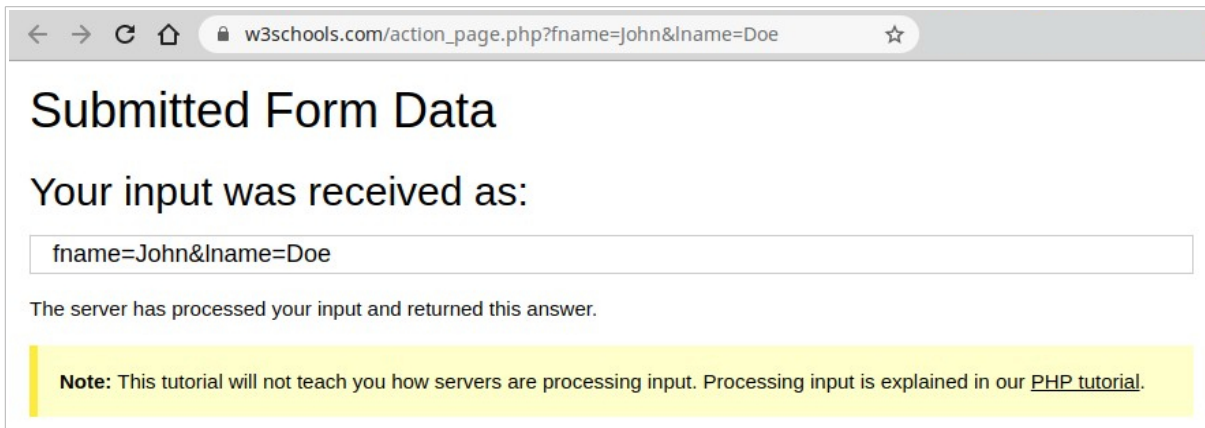 w3schools.com/action_page.php?fname=John&lname=Doe
Submitted Form Data
Your input was received as:
fname=John&lname=Doe
The server has processed your input and returned this answer.
Note: This tutorial will not teach you how servers are processing input. Processing input is explained in our PHP tutorial.